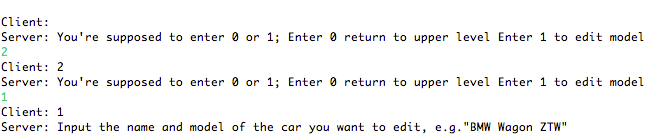 Client:
Server: You're supposed to enter 0 or 1; Enter 0 return to upper level Enter 1 to edit model
2
Client: 2
Server: You're supposed to enter 0 or 1; Enter 0 return to upper level Enter 1 to edit model
1
Client: 1
Server: Input the name and model of the car you want to edit, e.g."BMW Wagon ZTW"